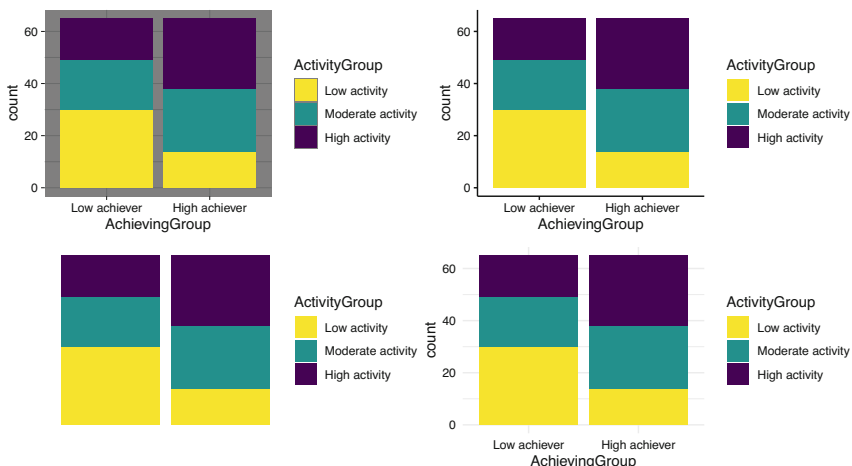 60
40
20
0
count
Low achiever High achiever
AchievingGroup
ActivityGroup
Low activity
Moderate activity
High activity
60
40
20
0
count
Low achiever High achiever
AchievingGroup
ActivityGroup
Low activity
Moderate activity
High activity
ActivityGroup
Low activity
Moderate activity
High activity
60
40
20
0
count
Low achiever High achiever
AchievingGroup
ActivityGroup
Low activity
Moderate activity
High activity